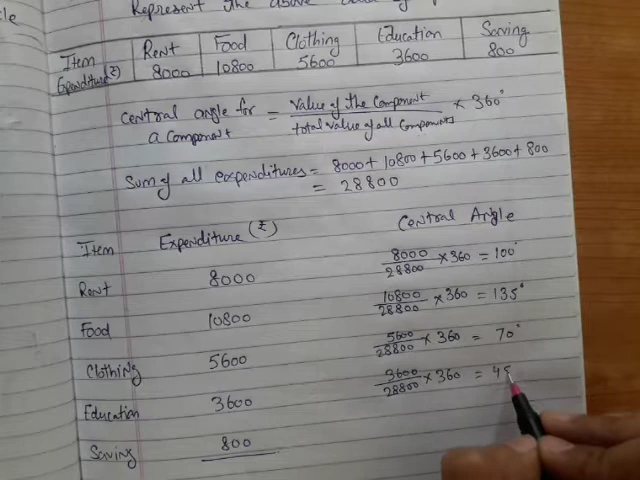 Represent the above
Item Rent Food Clothing Education Saving
Expenditure(₹) 8000 10800 5600 3600 800
Central angle for a component = Value of the component / total value of all components × 360°
Sum of all expenditures = 8000 + 10800 + 5600 + 3600 + 800
= 28800
Item Expenditure (₹) Central Angle
Rent 8000 8000/28800 × 360 = 100°
Food 10800 10800/28800 × 360 = 135°
Clothing 5600 5600/28800 × 360 = 70°
Education 3600 3600/28800 × 360 = 45
Saving 800